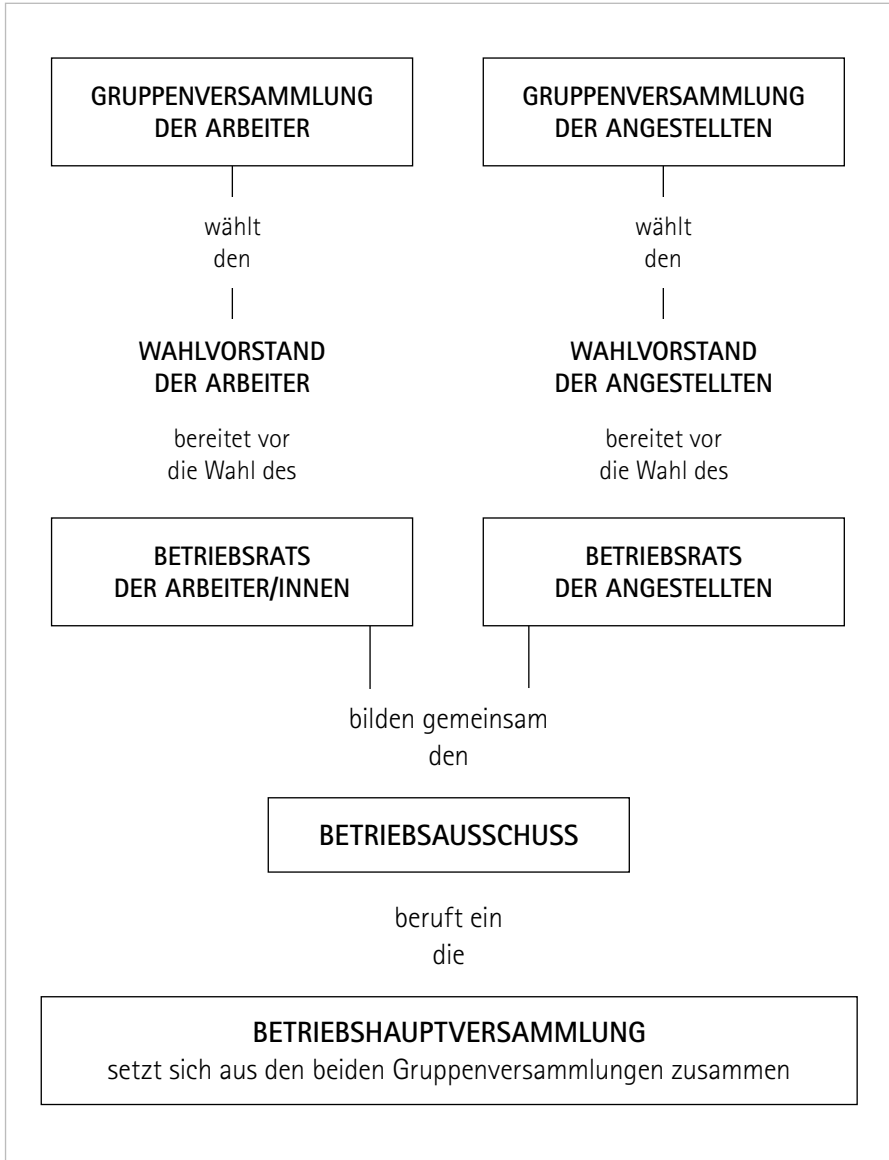 GRUPPENVERSAMMLUNG
DER ARBEITER
wählt
den
WAHLVORSTAND
DER ARBEITER
bereitet vor
die Wahl des
BETRIEBSRATS
DER ARBEITER/INNEN
GRUPPENVERSAMMLUNG
DER ANGESTELLTEN
wählt
den
WAHLVORSTAND
DER ANGESTELLTEN
bereitet vor
die Wahl des
BETRIEBSRATS
DER ANGESTELLTEN
bilden gemeinsam
den
BETRIEBSAUSSCHUSS
beruft ein
die
BETRIEBSHAUPTVERSAMMLUNG
setzt sich aus den beiden Gruppenversammlungen zusammen